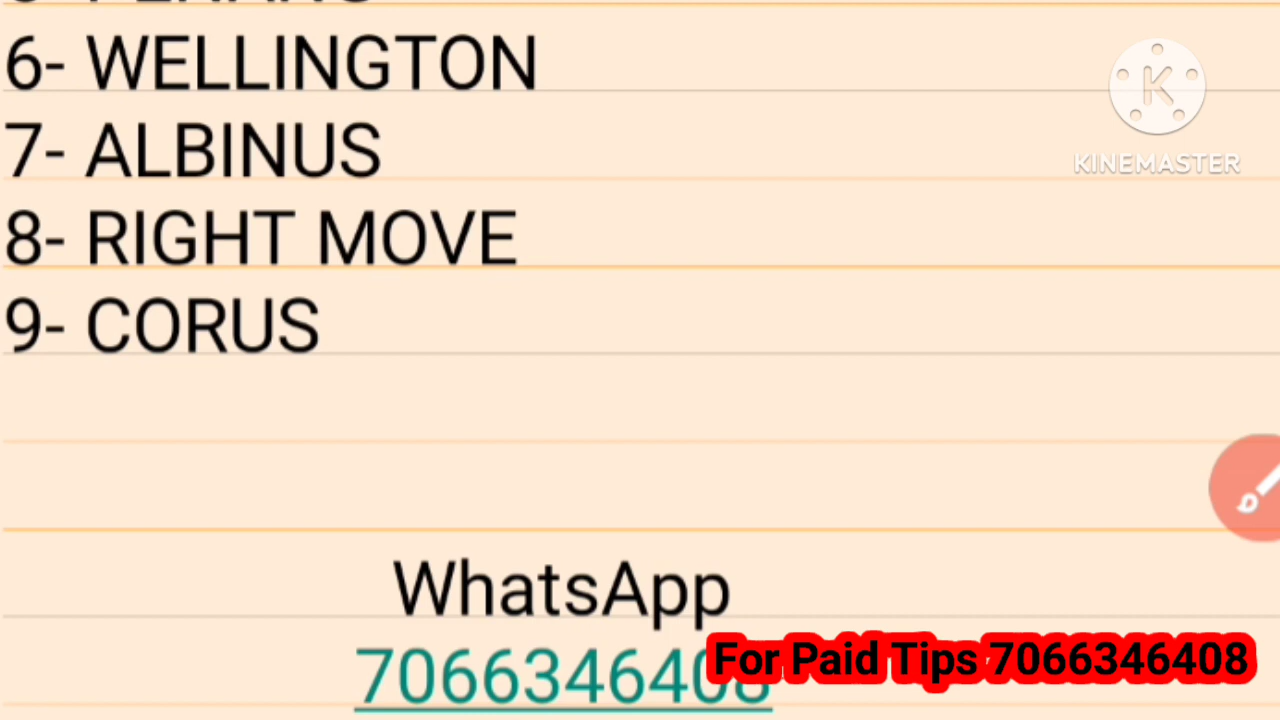 6- WELLINGTON
7- ALBINUS
8- RIGHT MOVE
9- CORUS
K
KINEMASTER
WhatsApp
7066346408
For Paid Tips 7066346408